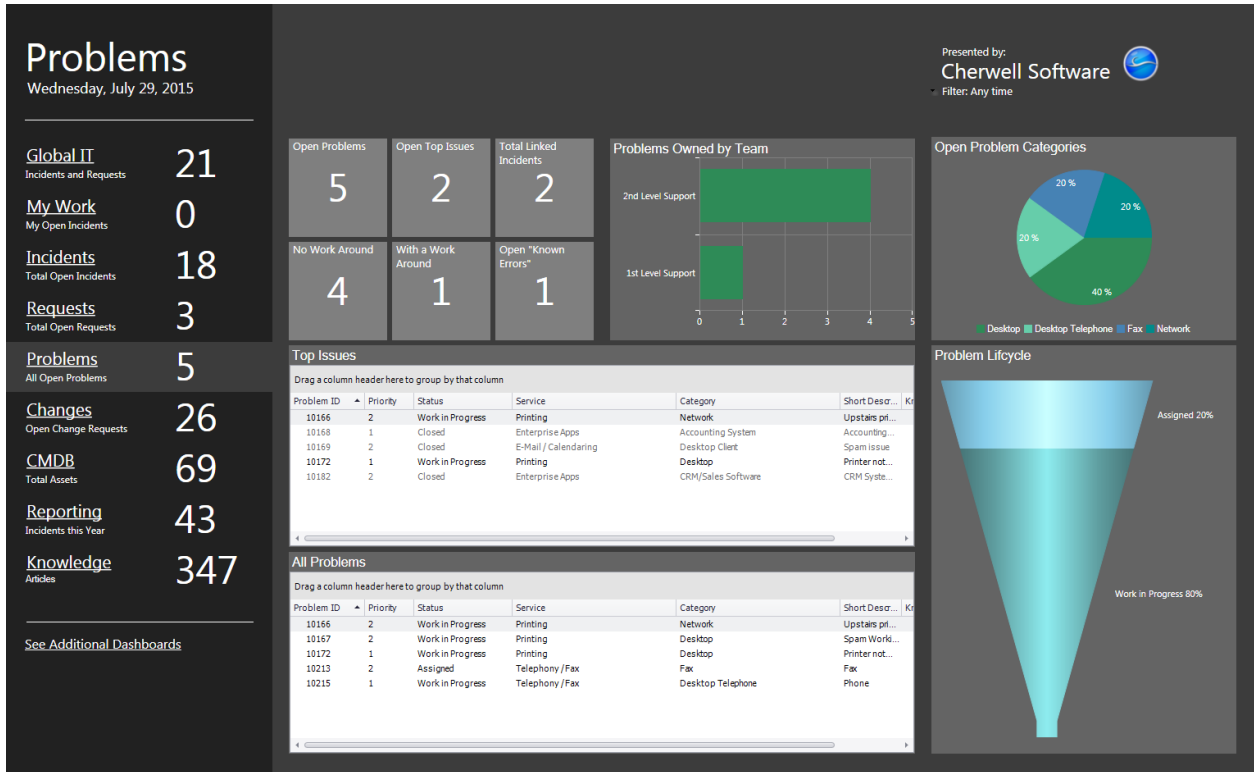 Problems
Wednesday, July 29, 2015
Presented by:
Cherwell Software
Filter: Any time
Global IT 21
Incidents and Requests
My Work 0
My Open Incidents
Incidents 18
Total Open Incidents
Requests 3
Total Open Requests
Problems 5
All Open Problems
Changes 26
Open Change Requests
CMDB 69
Total Assets
Reporting 43
Incidents this Year
Knowledge 347
Articles
See Additional Dashboards
Open Problems
5
Open Top Issues
2
Total Linked
Incidents
2
No Work Around
4
With a Work
Around
1
Open "Known
Errors"
1
Problems Owned by Team
2nd Level Support
1st Level Support
0 1 2 3 4 5
Open Problem Categories
20 %
20 %
20 %
40 %
Desktop Desktop Telephone Fax Network
Top Issues
Drag a column header here to group by that column
Problem ID Priority Status Service Category Short Descr... Kr
10166 2 Work in Progress Printing Network Upstairs pri...
10168 1 Closed Enterprise Apps Accounting System Accounting...
10169 2 Closed E-Mail / Calendaring Desktop Client Spam issue
10172 1 Work in Progress Printing Desktop Printer not...
10182 2 Closed Enterprise Apps CRM/Sales Software CRM Syste...
All Problems
Drag a column header here to group by that column
Problem ID Priority Status Service Category Short Descr... Kr
10166 2 Work in Progress Printing Network Upstairs pri...
10167 2 Work in Progress Printing Desktop Spam Worki...
10172 1 Work in Progress Printing Desktop Printer not...
10213 2 Assigned Telephony / Fax Fax Fax
10215 1 Work in Progress Telephony / Fax Desktop Telephone Phone
Problem Lifcycle
Assigned 20%
Work in Progress 80%